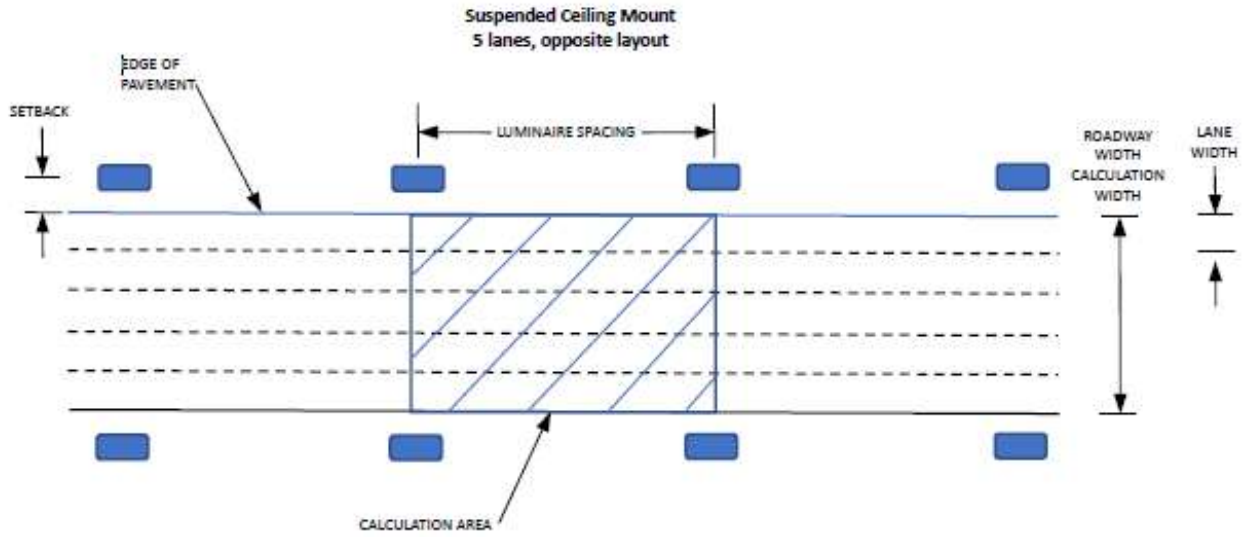 Suspended Ceiling Mount
5 lanes, opposite layout
EDGE OF
PAVEMENT
SETBACK
LUMINAIRE SPACING
ROADWAY
WIDTH
CALCULATION
WIDTH
LANE
WIDTH
CALCULATION AREA